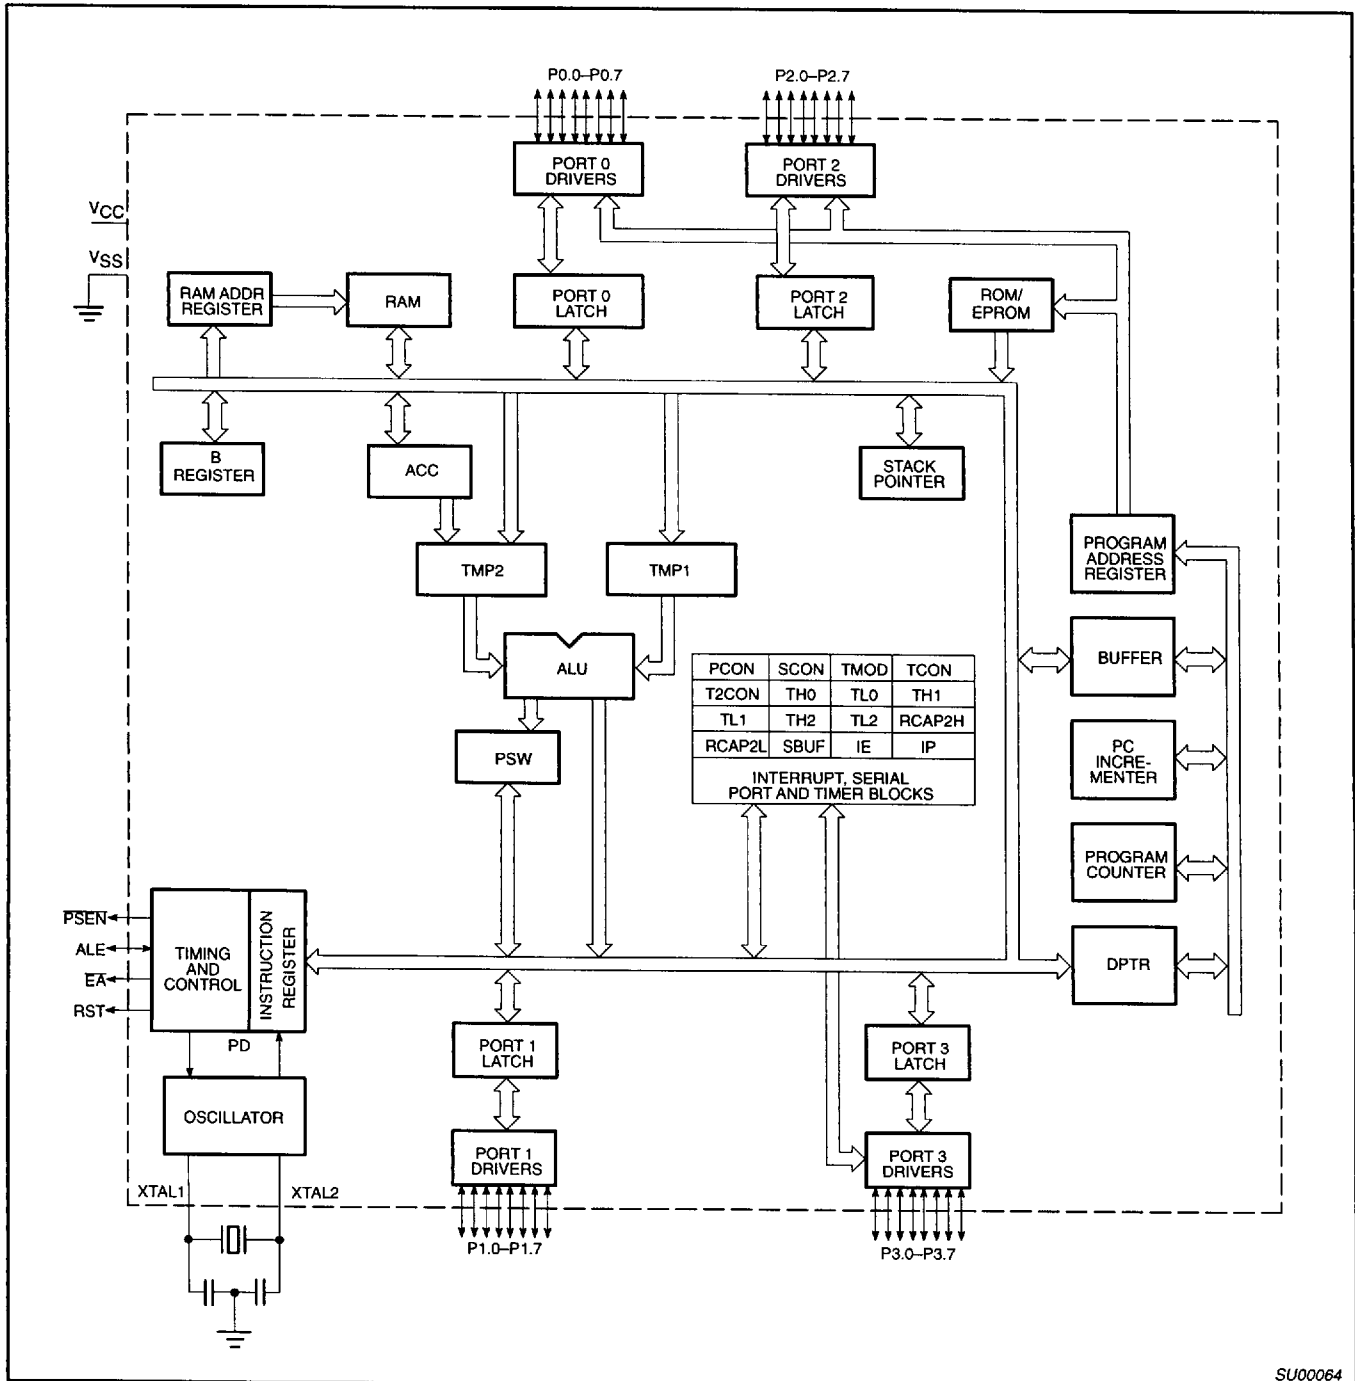 P0.0–P0.7
P2.0–P2.7
PORT 0
DRIVERS
PORT 2
DRIVERS
VCC
VSS
RAM ADDR
REGISTER
RAM
PORT 0
LATCH
PORT 2
LATCH
ROM/
EPROM
B
REGISTER
ACC
STACK
POINTER
TMP2
TMP1
PROGRAM
ADDRESS
REGISTER
ALU
BUFFER
PCON SCON TMOD TCON
T2CON TH0 TL0 TH1
TL1 TH2 TL2 RCAP2H
RCAP2L SBUF IE IP
INTERRUPT, SERIAL
PORT AND TIMER BLOCKS
PSW
PC
INCRE-
MENTER
PROGRAM
COUNTER
PSEN
ALE
EA
RST
TIMING
AND
CONTROL
INSTRUCTION
REGISTER
DPTR
PD
PORT 1
LATCH
PORT 3
LATCH
OSCILLATOR
PORT 1
DRIVERS
PORT 3
DRIVERS
XTAL1
XTAL2
P1.0–P1.7
P3.0–P3.7
SU00064